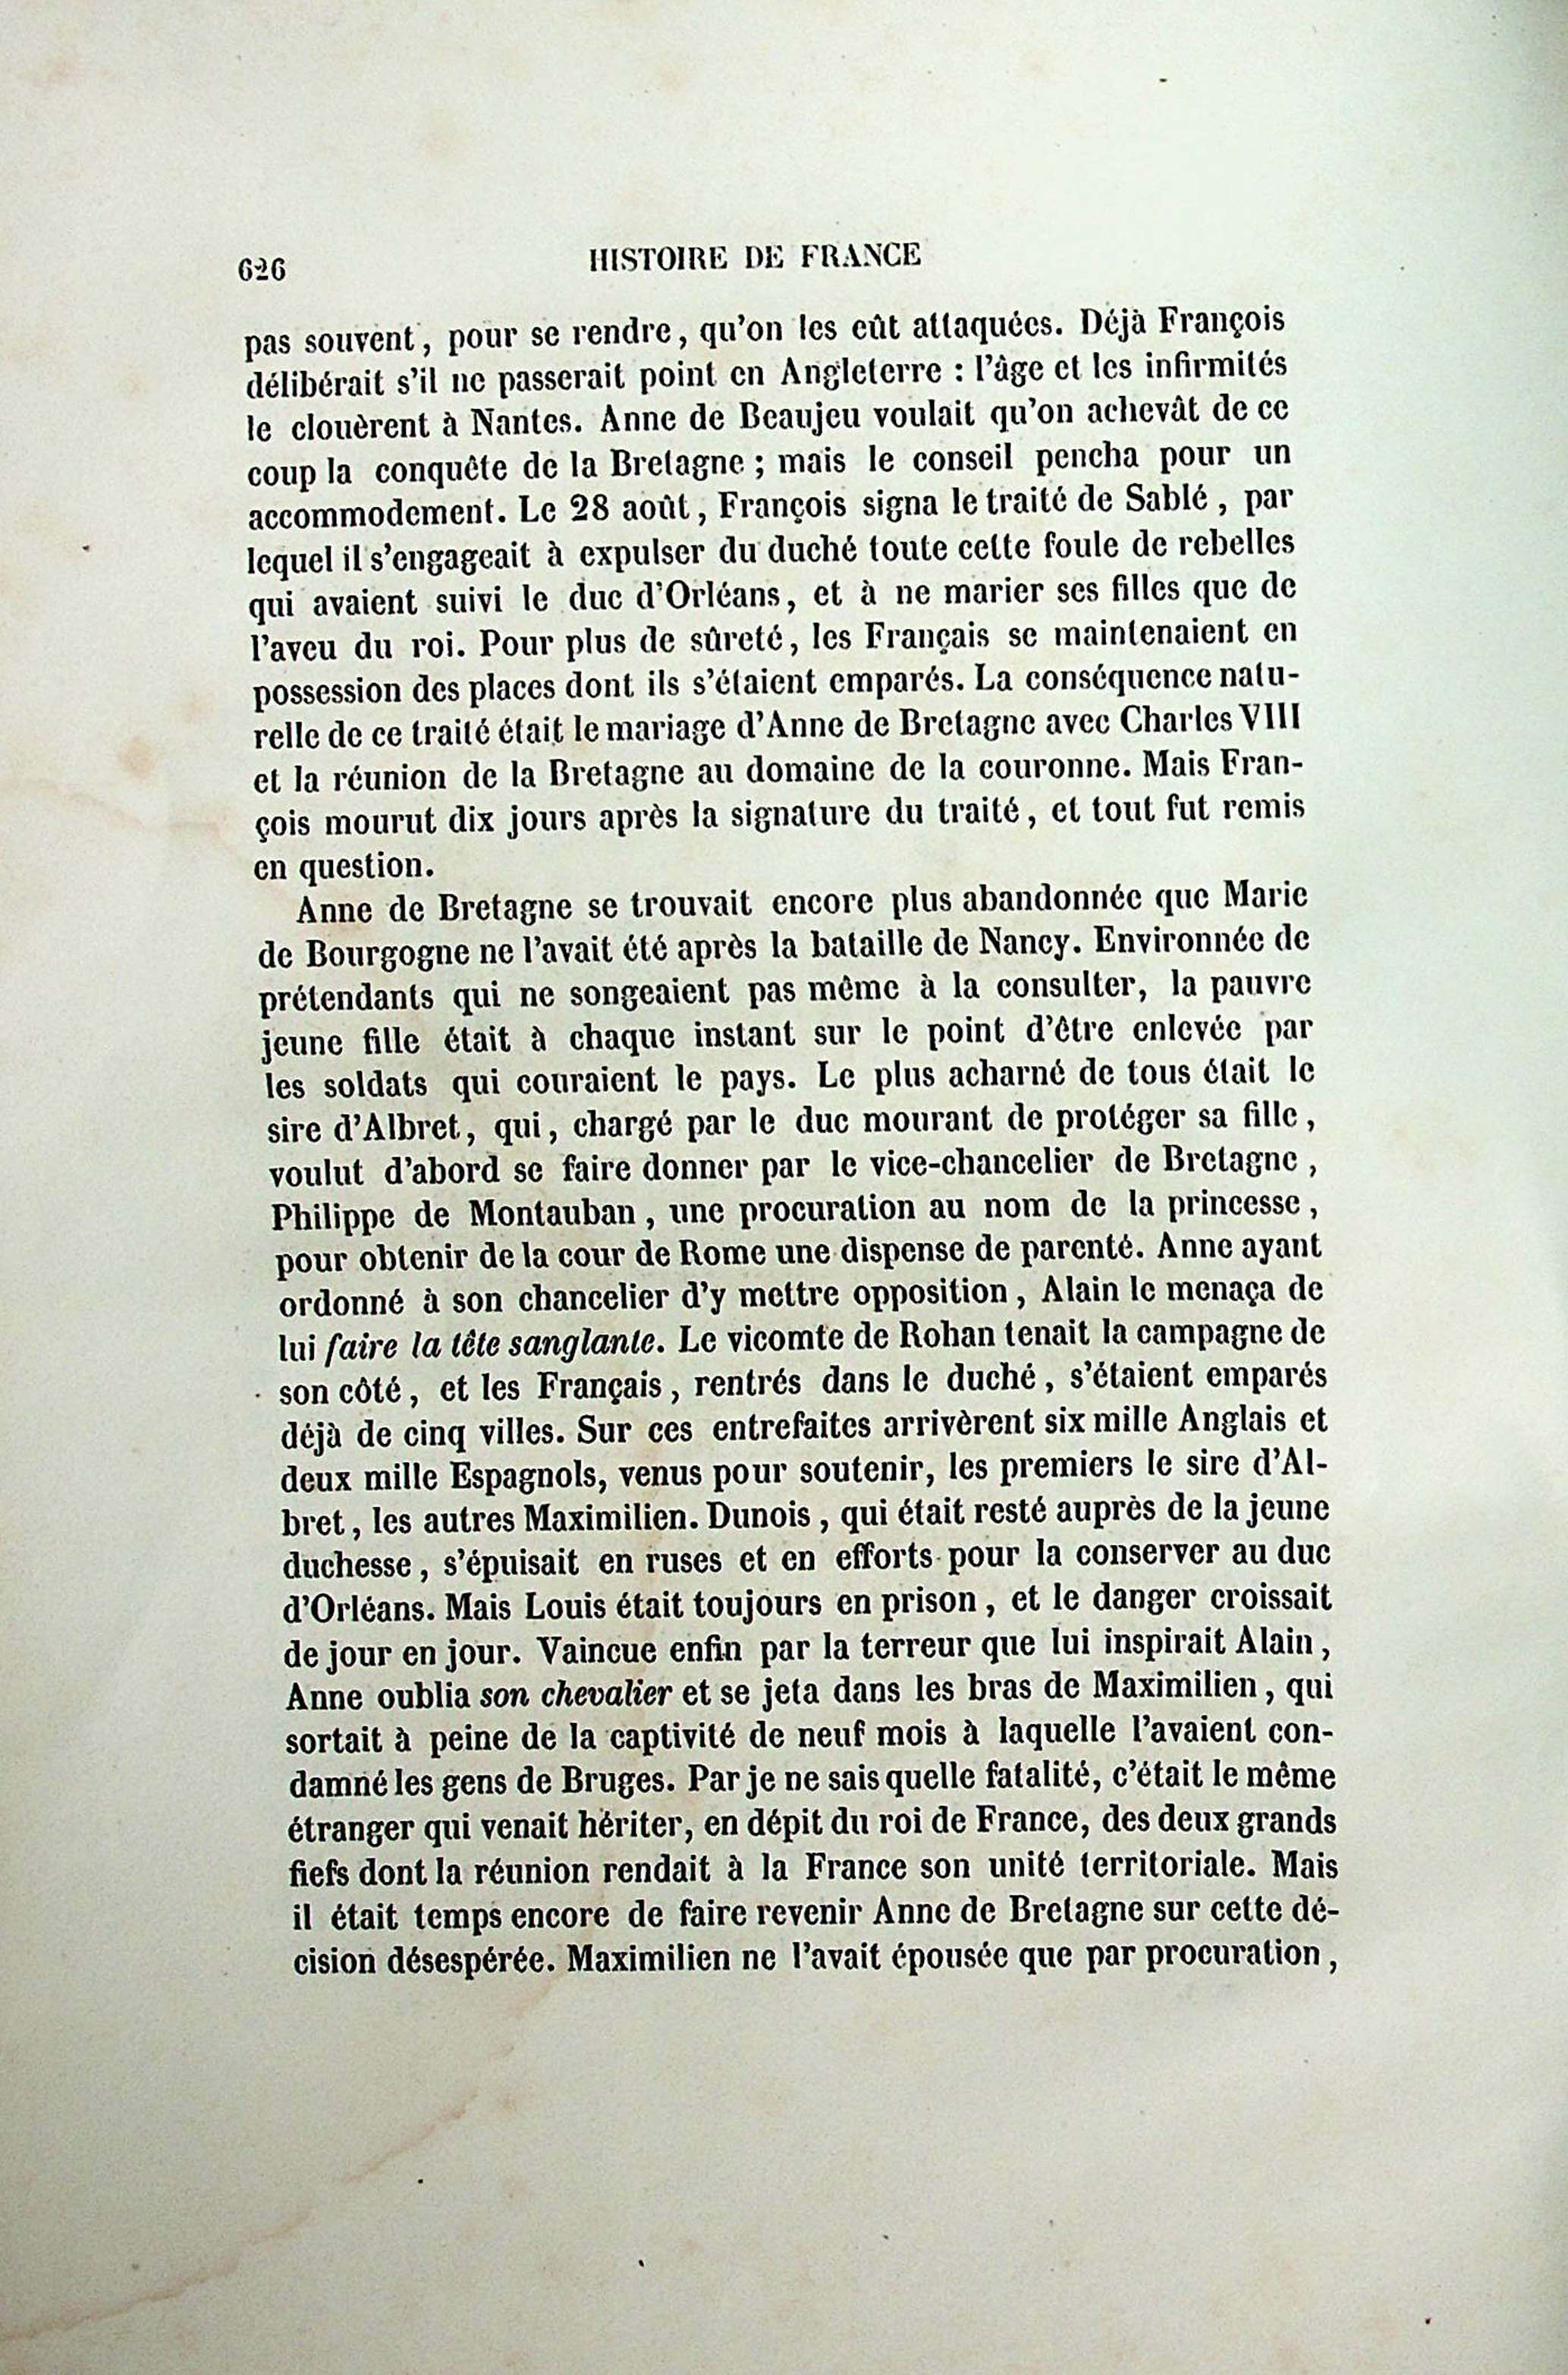 626
HISTOIRE DE FRANCE
pas souvent, pour se rendre, qu'on les eût attaquées. Déjà François
délibérait s'il ne passerait point en Angleterre : l'âge et les infirmités
le clouèrent à Nantes. Anne de Beaujeu voulait qu'on achevât de ce
coup la conquête de la Bretagne ; mais le conseil pencha pour un
accommodement. Le 28 août, François signa le traité de Sablé, par
lequel il s'engageait à expulser du duché toute cette foule de rebelles
qui avaient suivi le duc d'Orléans, et à ne marier ses filles que de
l'aveu du roi. Pour plus de sûreté, les Français se maintenaient en
possession des places dont ils s'étaient emparés. La conséquence natu-
relle de ce traité était le mariage d'Anne de Bretagne avec Charles VIII
et la réunion de la Bretagne au domaine de la couronne. Mais Fran-
çois mourut dix jours après la signature du traité, et tout fut remis
en question.
Anne de Bretagne se trouvait encore plus abandonnée que Marie
de Bourgogne ne l'avait été après la bataille de Nancy. Environnée de
prétendants qui ne songeaient pas même à la consulter, la pauvre
jeune fille était à chaque instant sur le point d'être enlevée par
les soldats qui couraient le pays. Le plus acharné de tous était le
sire d'Albret, qui, chargé par le duc mourant de protéger sa fille,
voulut d'abord se faire donner par le vice-chancelier de Bretagne,
Philippe de Montauban, une procuration au nom de la princesse,
pour obtenir de la cour de Rome une dispense de parenté. Anne ayant
ordonné à son chancelier d'y mettre opposition, Alain le menaça de
lui faire la tête sanglante. Le vicomte de Rohan tenait la campagne de
son côté, et les Français, rentrés dans le duché, s'étaient emparés
déjà de cinq villes. Sur ces entrefaites arrivèrent six mille Anglais et
deux mille Espagnols, venus pour soutenir, les premiers le sire d'Al-
bret, les autres Maximilien. Dunois, qui était resté auprès de la jeune
duchesse, s'épuisait en ruses et en efforts pour la conserver au duc
d'Orléans. Mais Louis était toujours en prison, et le danger croissait
de jour en jour. Vaincue enfin par la terreur que lui inspirait Alain,
Anne oublia son chevalier et se jeta dans les bras de Maximilien, qui
sortait à peine de la captivité de neuf mois à laquelle l'avaient con-
damné les gens de Bruges. Par je ne sais quelle fatalité, c'était le même
étranger qui venait hériter, en dépit du roi de France, des deux grands
fiefs dont la réunion rendait à la France son unité territoriale. Mais
il était temps encore de faire revenir Anne de Bretagne sur cette dé-
cision désespérée. Maximilien ne l'avait épousée que par procuration,